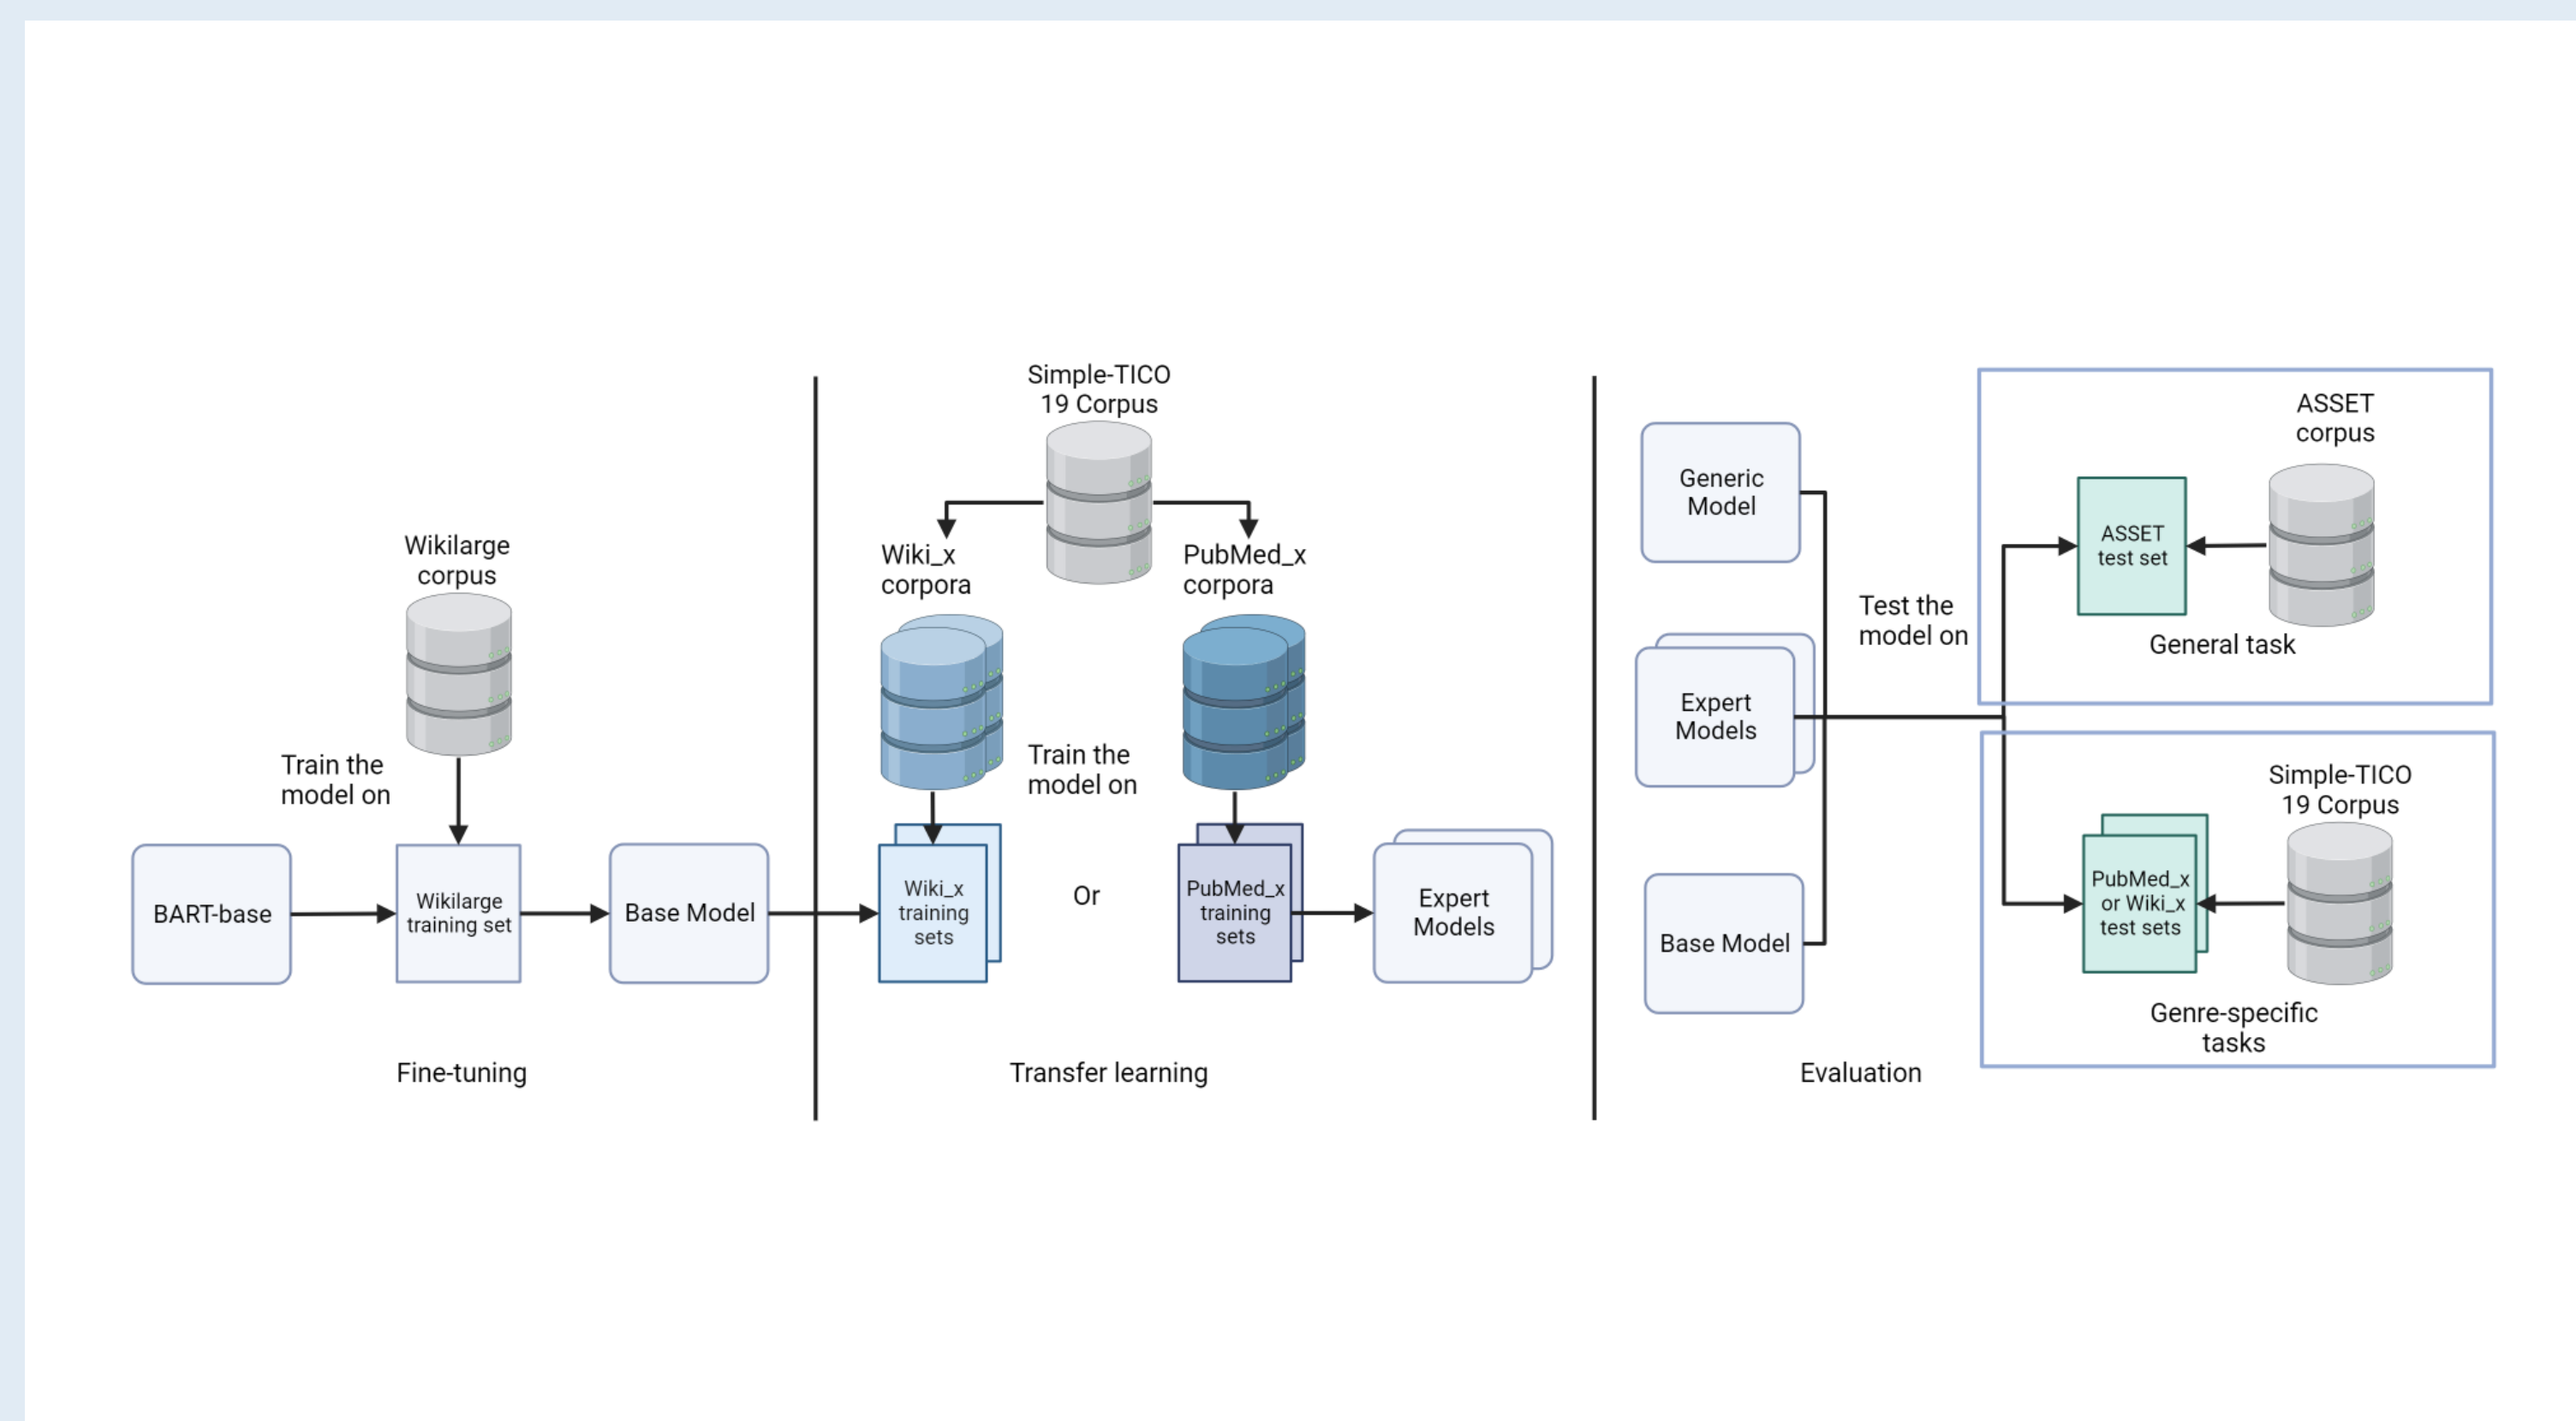 Wikilarge
corpus
Train the
model on
BART-base
Wikilarge
training set
Base Model
Fine-tuning
Simple-TICO
19 Corpus
Wiki_x
corpora
PubMed_x
corpora
Train the
model on
Wiki_x
training
sets
Or
PubMed_x
training
sets
Expert
Models
Transfer learning
Generic
Model
Expert
Models
Base Model
Test the
model on
Evaluation
ASSET
corpus
ASSET
test set
General task
Simple-TICO
19 Corpus
PubMed_x
or Wiki_x
test sets
Genre-specific
tasks